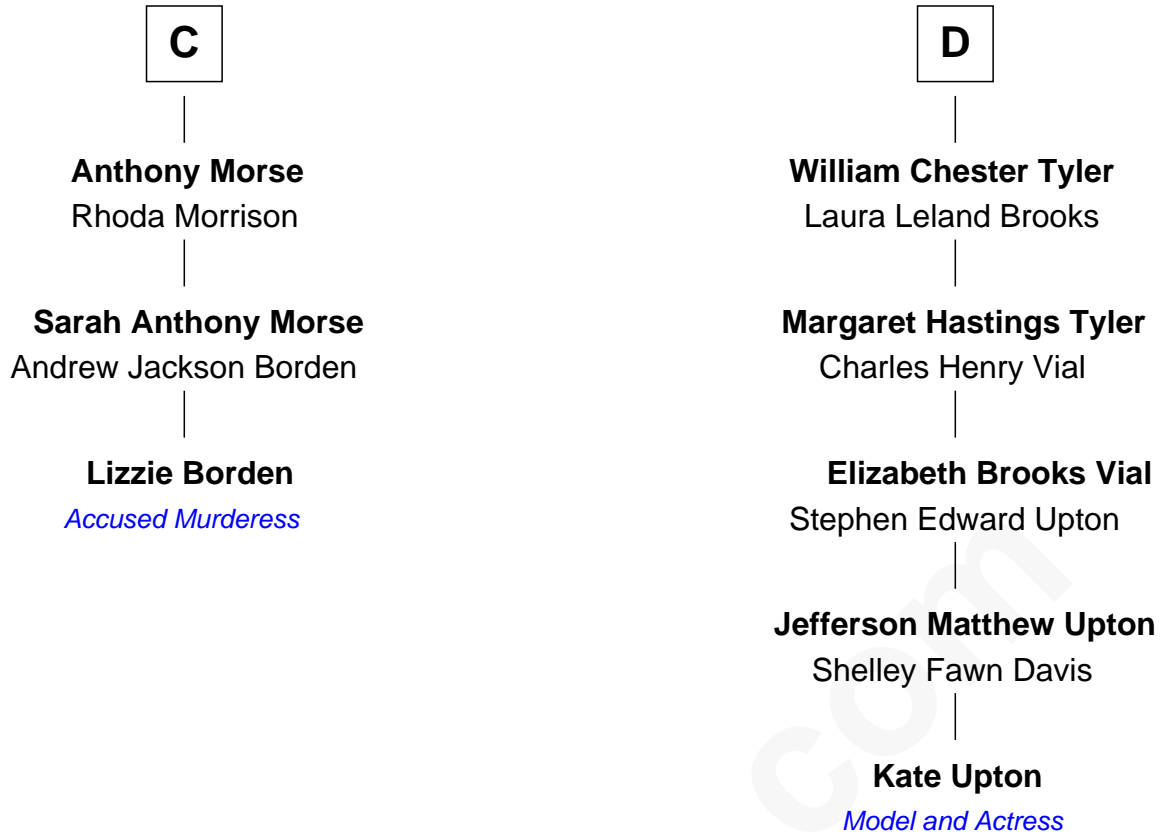 C
Anthony Morse
Rhoda Morrison
Sarah Anthony Morse
Andrew Jackson Borden
Lizzie Borden
Accused Murderess
D
William Chester Tyler
Laura Leland Brooks
Margaret Hastings Tyler
Charles Henry Vial
Elizabeth Brooks Vial
Stephen Edward Upton
Jefferson Matthew Upton
Shelley Fawn Davis
Kate Upton
Model and Actress
com